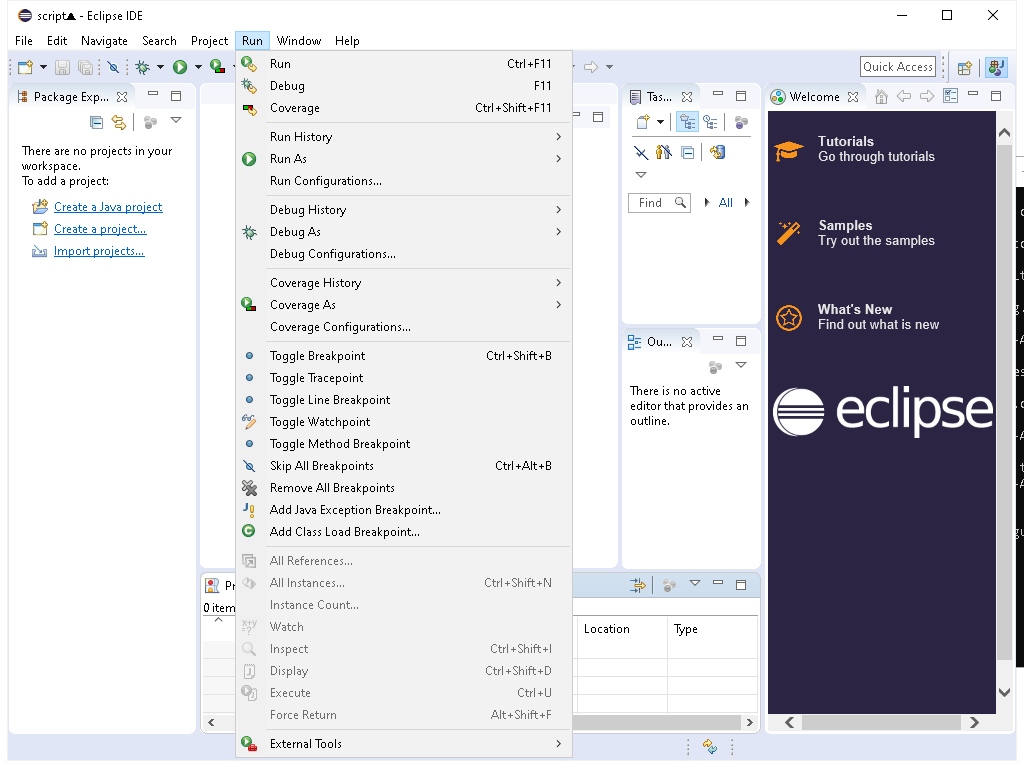 script▲ - Eclipse IDE
File Edit Navigate Search Project Run Window Help
Quick Access
Package Exp...
There are no projects in your
workspace.
To add a project:
Create a Java project
Create a project...
Import projects...
Run Ctrl+F11
Debug F11
Coverage Ctrl+Shift+F11
Run History
Run As
Run Configurations...
Debug History
Debug As
Debug Configurations...
Coverage History
Coverage As
Coverage Configurations...
Toggle Breakpoint Ctrl+Shift+B
Toggle Tracepoint
Toggle Line Breakpoint
Toggle Watchpoint
Toggle Method Breakpoint
Skip All Breakpoints Ctrl+Alt+B
Remove All Breakpoints
Add Java Exception Breakpoint...
Add Class Load Breakpoint...
All References...
All Instances... Ctrl+Shift+N
Instance Count...
Watch
Inspect Ctrl+Shift+I
Display Ctrl+Shift+D
Execute Ctrl+U
Force Return Alt+Shift+F
External Tools
Pr
0 item
Location Type
Tas...
Find
All
Ou...
There is no active
editor that provides an
outline.
Welcome
Tutorials
Go through tutorials
Samples
Try out the samples
What's New
Find out what is new
eclipse